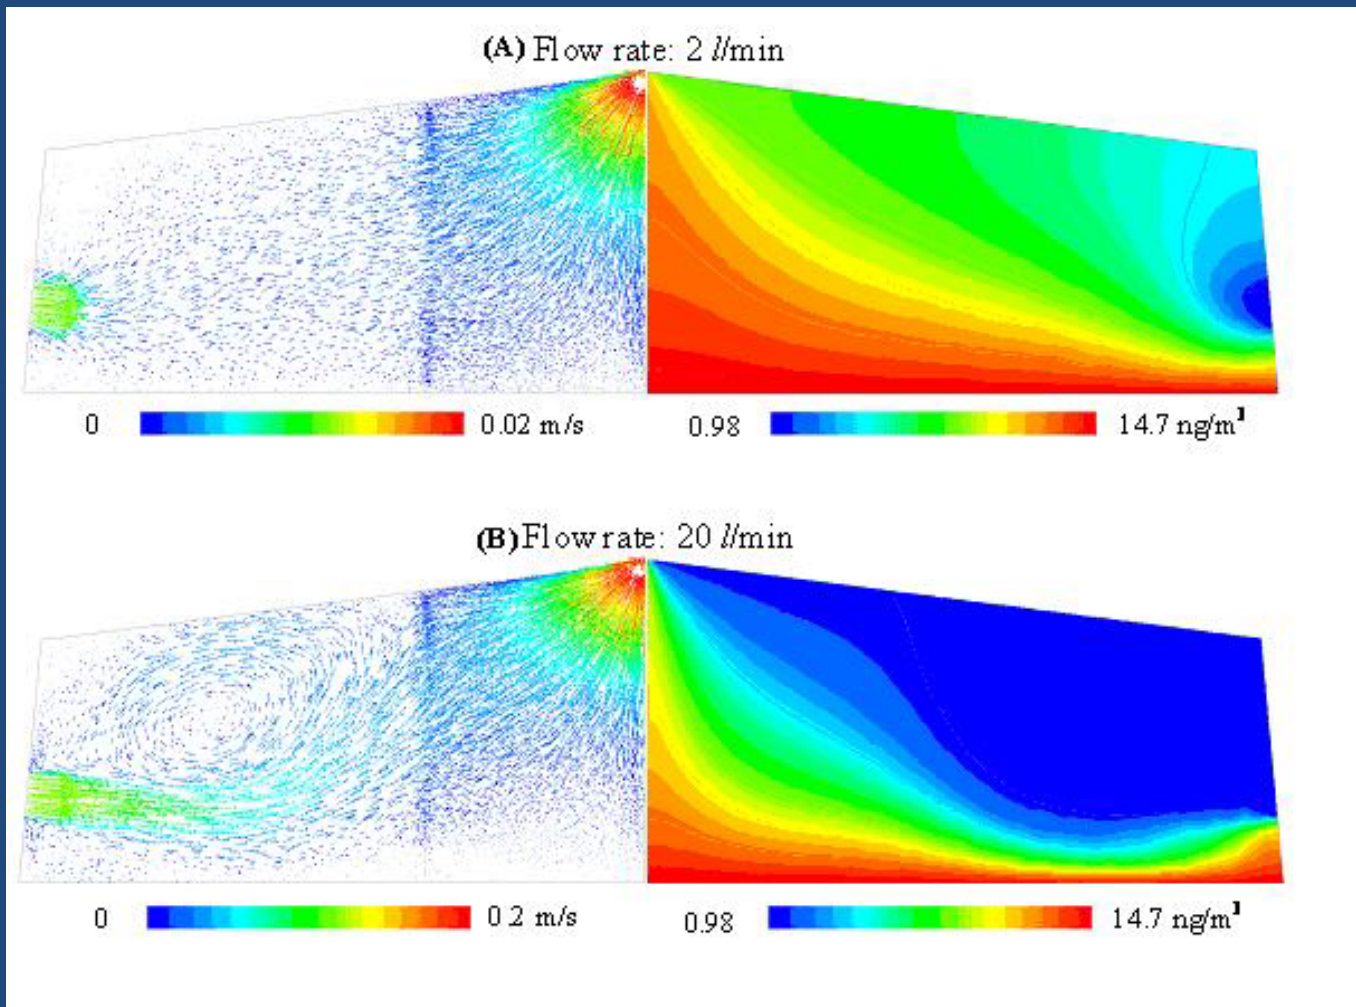 (A) Flow rate: 2 l/min
0 0.02 m/s 0.98 14.7 ng/m³
(B) Flow rate: 20 l/min
0 0.2 m/s 0.98 14.7 ng/m³